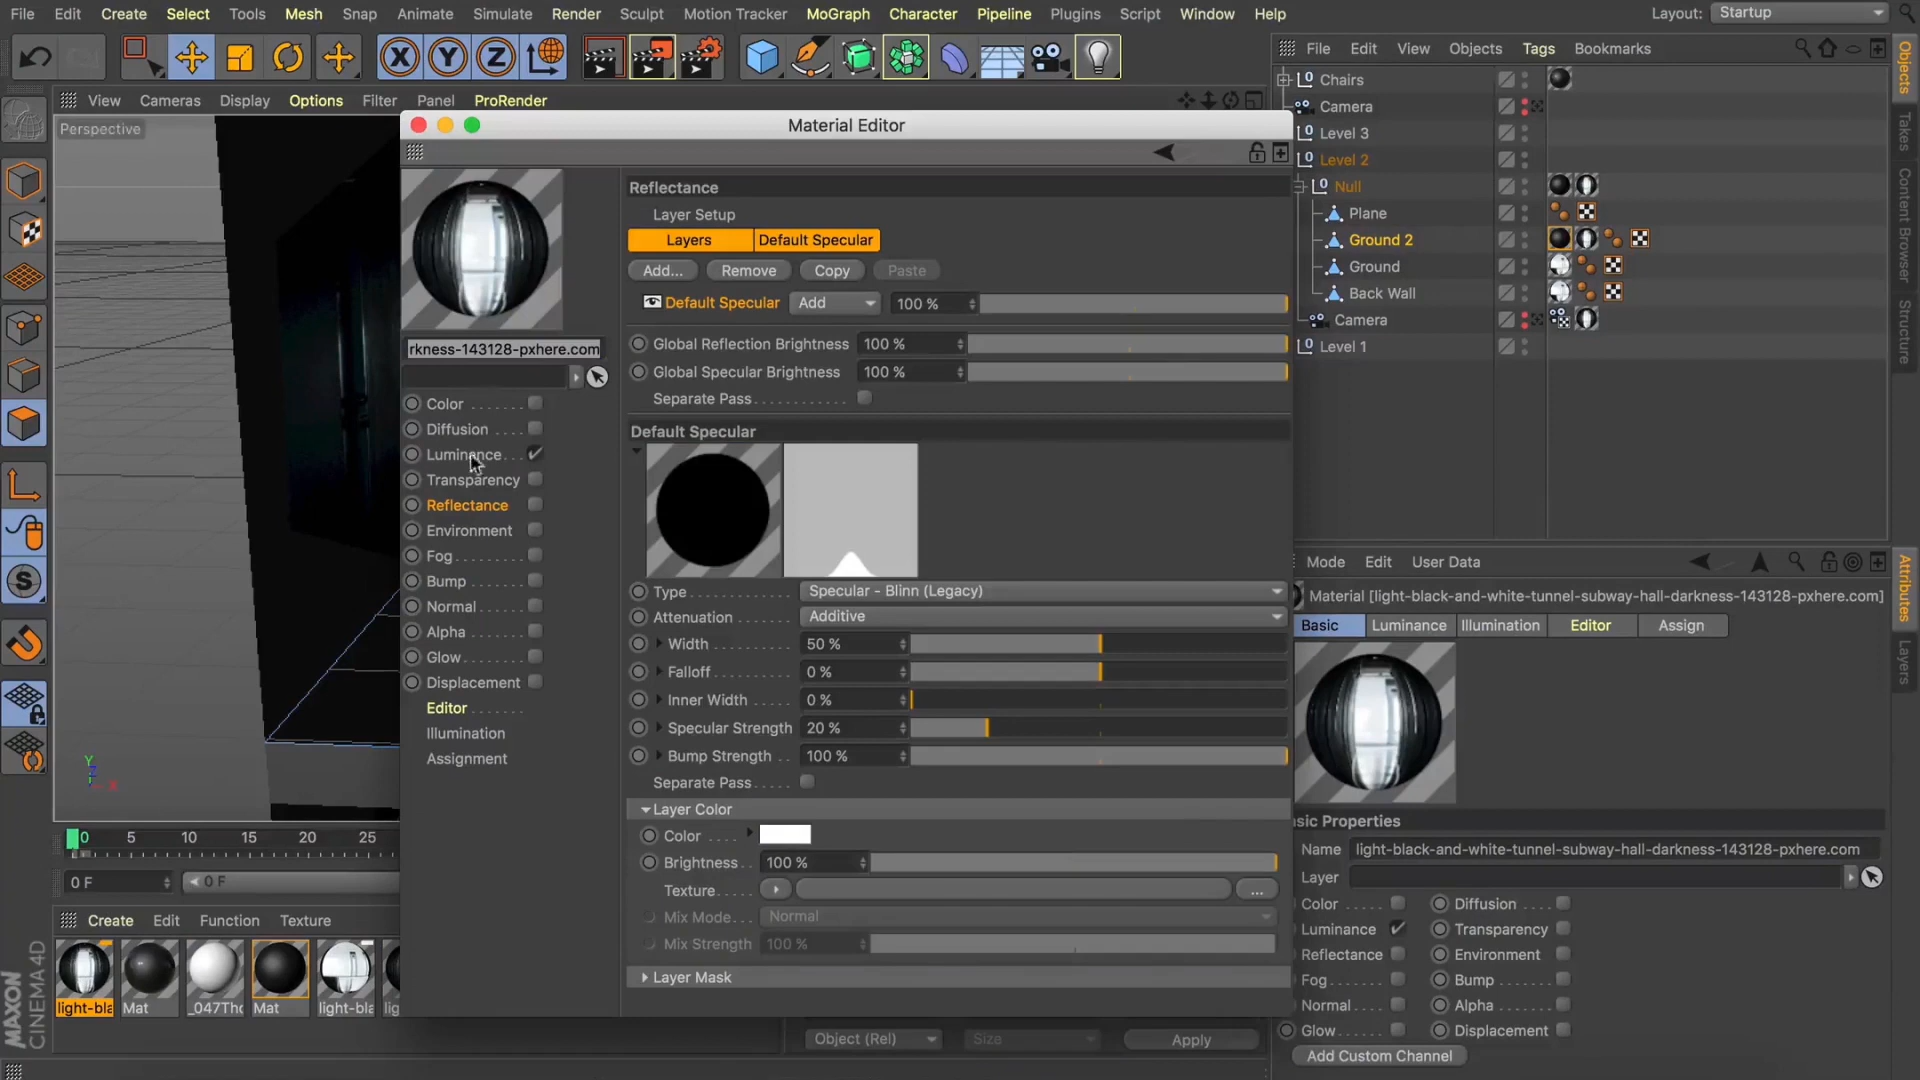 File Edit Create Select Tools Mesh Snap Animate Simulate Render Sculpt Motion Tracker MoGraph Character Pipeline Plugins Script Window Help Layout: Startup
X Y Z
File Edit View Objects Tags Bookmarks
View Cameras Display Options Filter Panel ProRender
Perspective
Material Editor
Reflectance
Layer Setup
Layers Default Specular
Add... Remove Copy Paste
Default Specular Add 100 %
Global Reflection Brightness 100 %
Global Specular Brightness 100 %
Separate Pass
Default Specular
Type Specular - Blinn (Legacy)
Attenuation Additive
Width 50 %
Falloff 0 %
Inner Width 0 %
Specular Strength 20 %
Bump Strength 100 %
Separate Pass
Layer Color
Color
Brightness 100 %
Texture ...
Mix Mode Normal
Mix Strength 100 %
Layer Mask
rkness-143128-pxhere.com
Color
Diffusion
Luminance
Transparency
Reflectance
Environment
Fog
Bump
Normal
Alpha
Glow
Displacement
Editor
Illumination
Assignment
Chairs
Camera
Level 3
Level 2
Null
Plane
Ground 2
Ground
Back Wall
Camera
Level 1
Objects
Takes
Content Browser
Structure
Attributes
Layers
Mode Edit User Data
Material [light-black-and-white-tunnel-subway-hall-darkness-143128-pxhere.com]
Basic Luminance Illumination Editor Assign
sic Properties
Name light-black-and-white-tunnel-subway-hall-darkness-143128-pxhere.com
Layer
Color Diffusion
Luminance Transparency
Reflectance Environment
Fog Bump
Normal Alpha
Glow Displacement
Add Custom Channel
Y
X
0 5 10 15 20 25
0 F 0 F
Create Edit Function Texture
light-bla Mat _047Tho Mat light-bla lig
Object (Rel) Size Apply
MAXON
CINEMA 4D